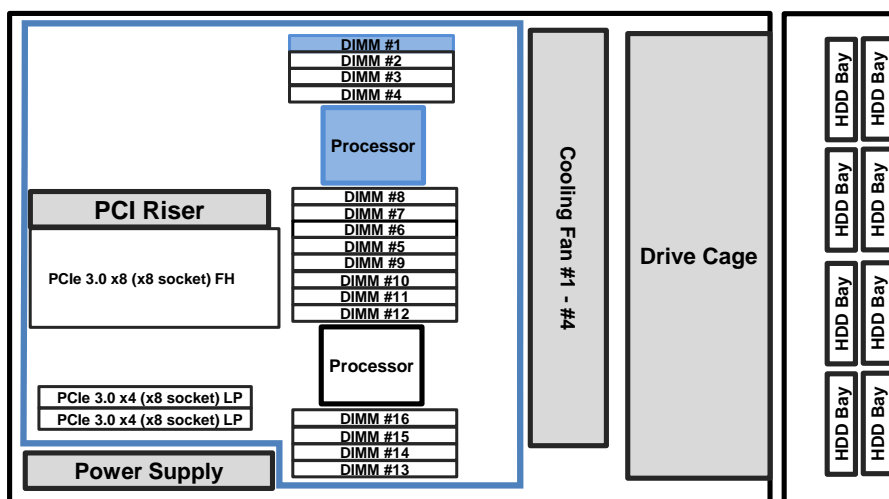 DIMM #1
DIMM #2
DIMM #3
DIMM #4
Processor
DIMM #8
DIMM #7
DIMM #6
DIMM #5
DIMM #9
DIMM #10
DIMM #11
DIMM #12
Processor
DIMM #16
DIMM #15
DIMM #14
DIMM #13
PCI Riser
PCIe 3.0 x8 (x8 socket) FH
PCIe 3.0 x4 (x8 socket) LP
PCIe 3.0 x4 (x8 socket) LP
Power Supply
Cooling Fan #1 - #4
Drive Cage
HDD Bay
HDD Bay
HDD Bay
HDD Bay
HDD Bay
HDD Bay
HDD Bay
HDD Bay